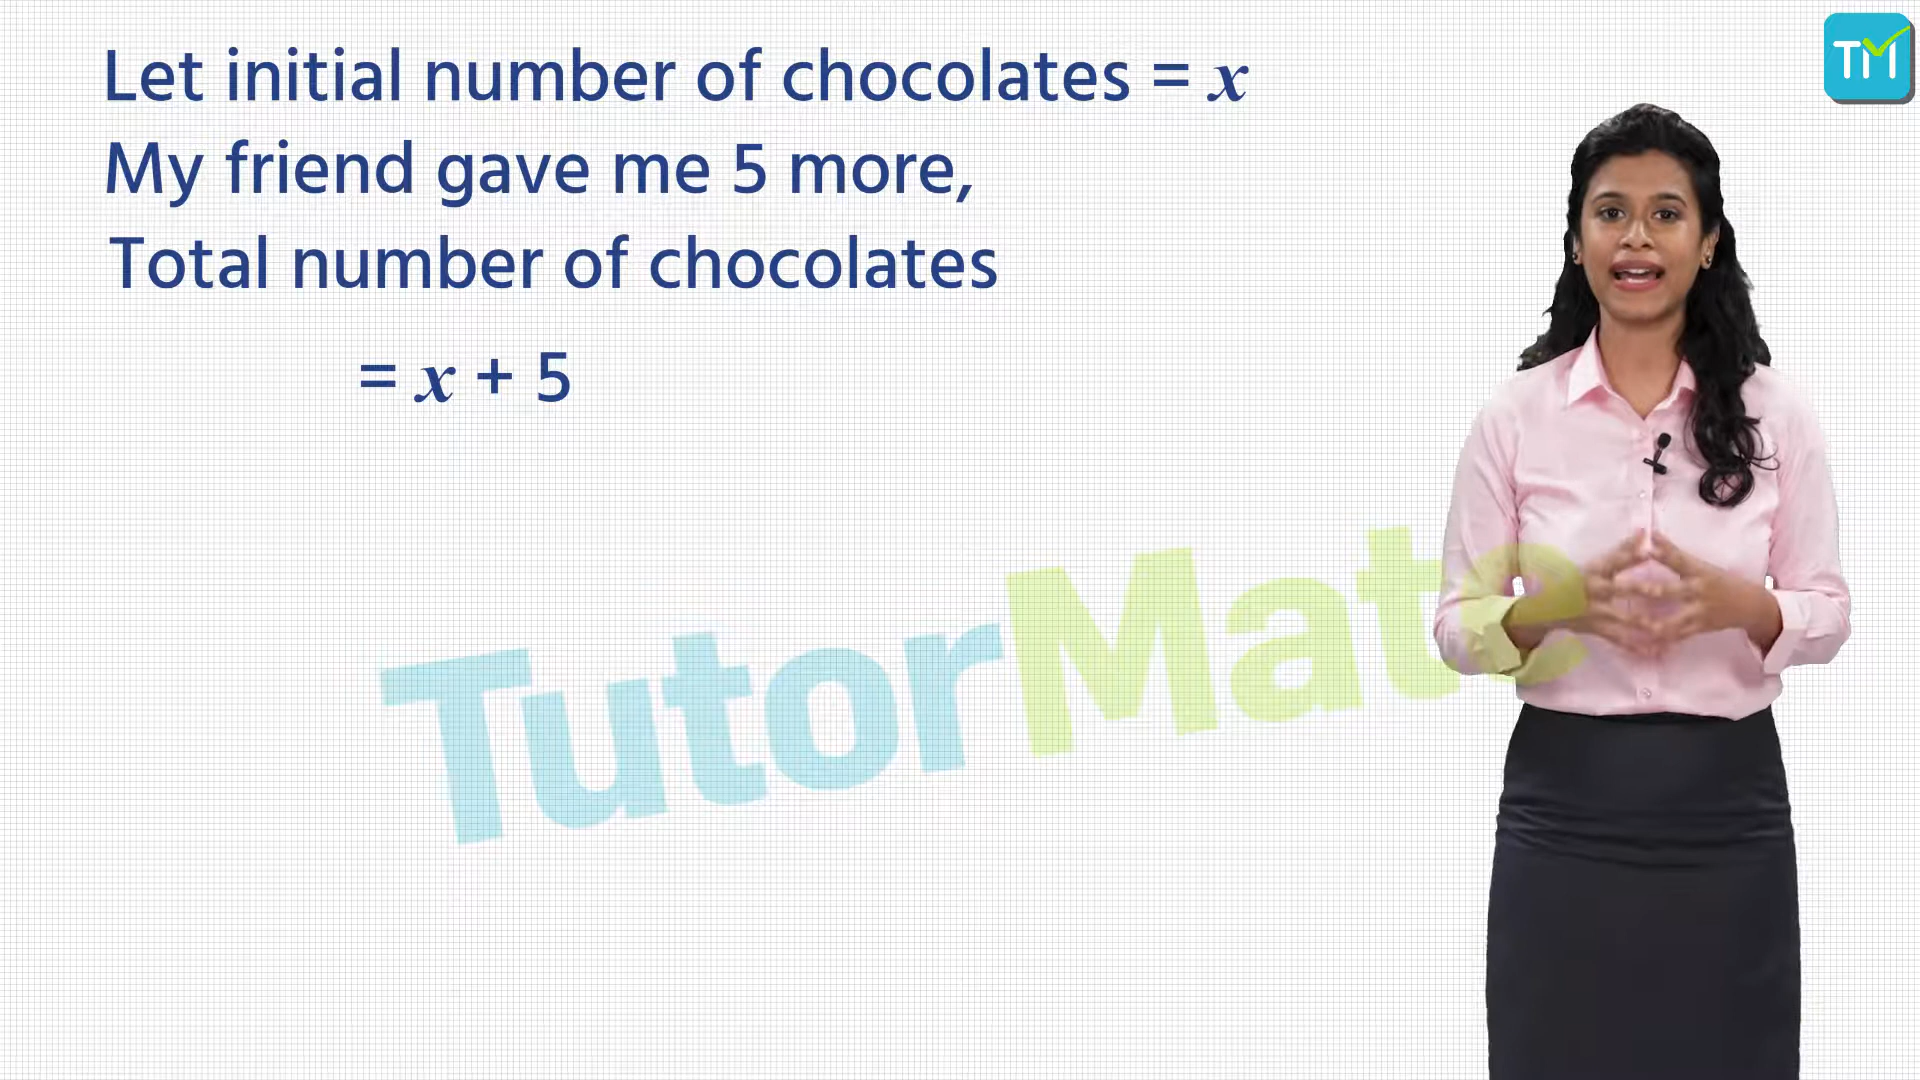 Let initial number of chocolates = x
My friend gave me 5 more,
Total number of chocolates
= x + 5
TutorMate
TM